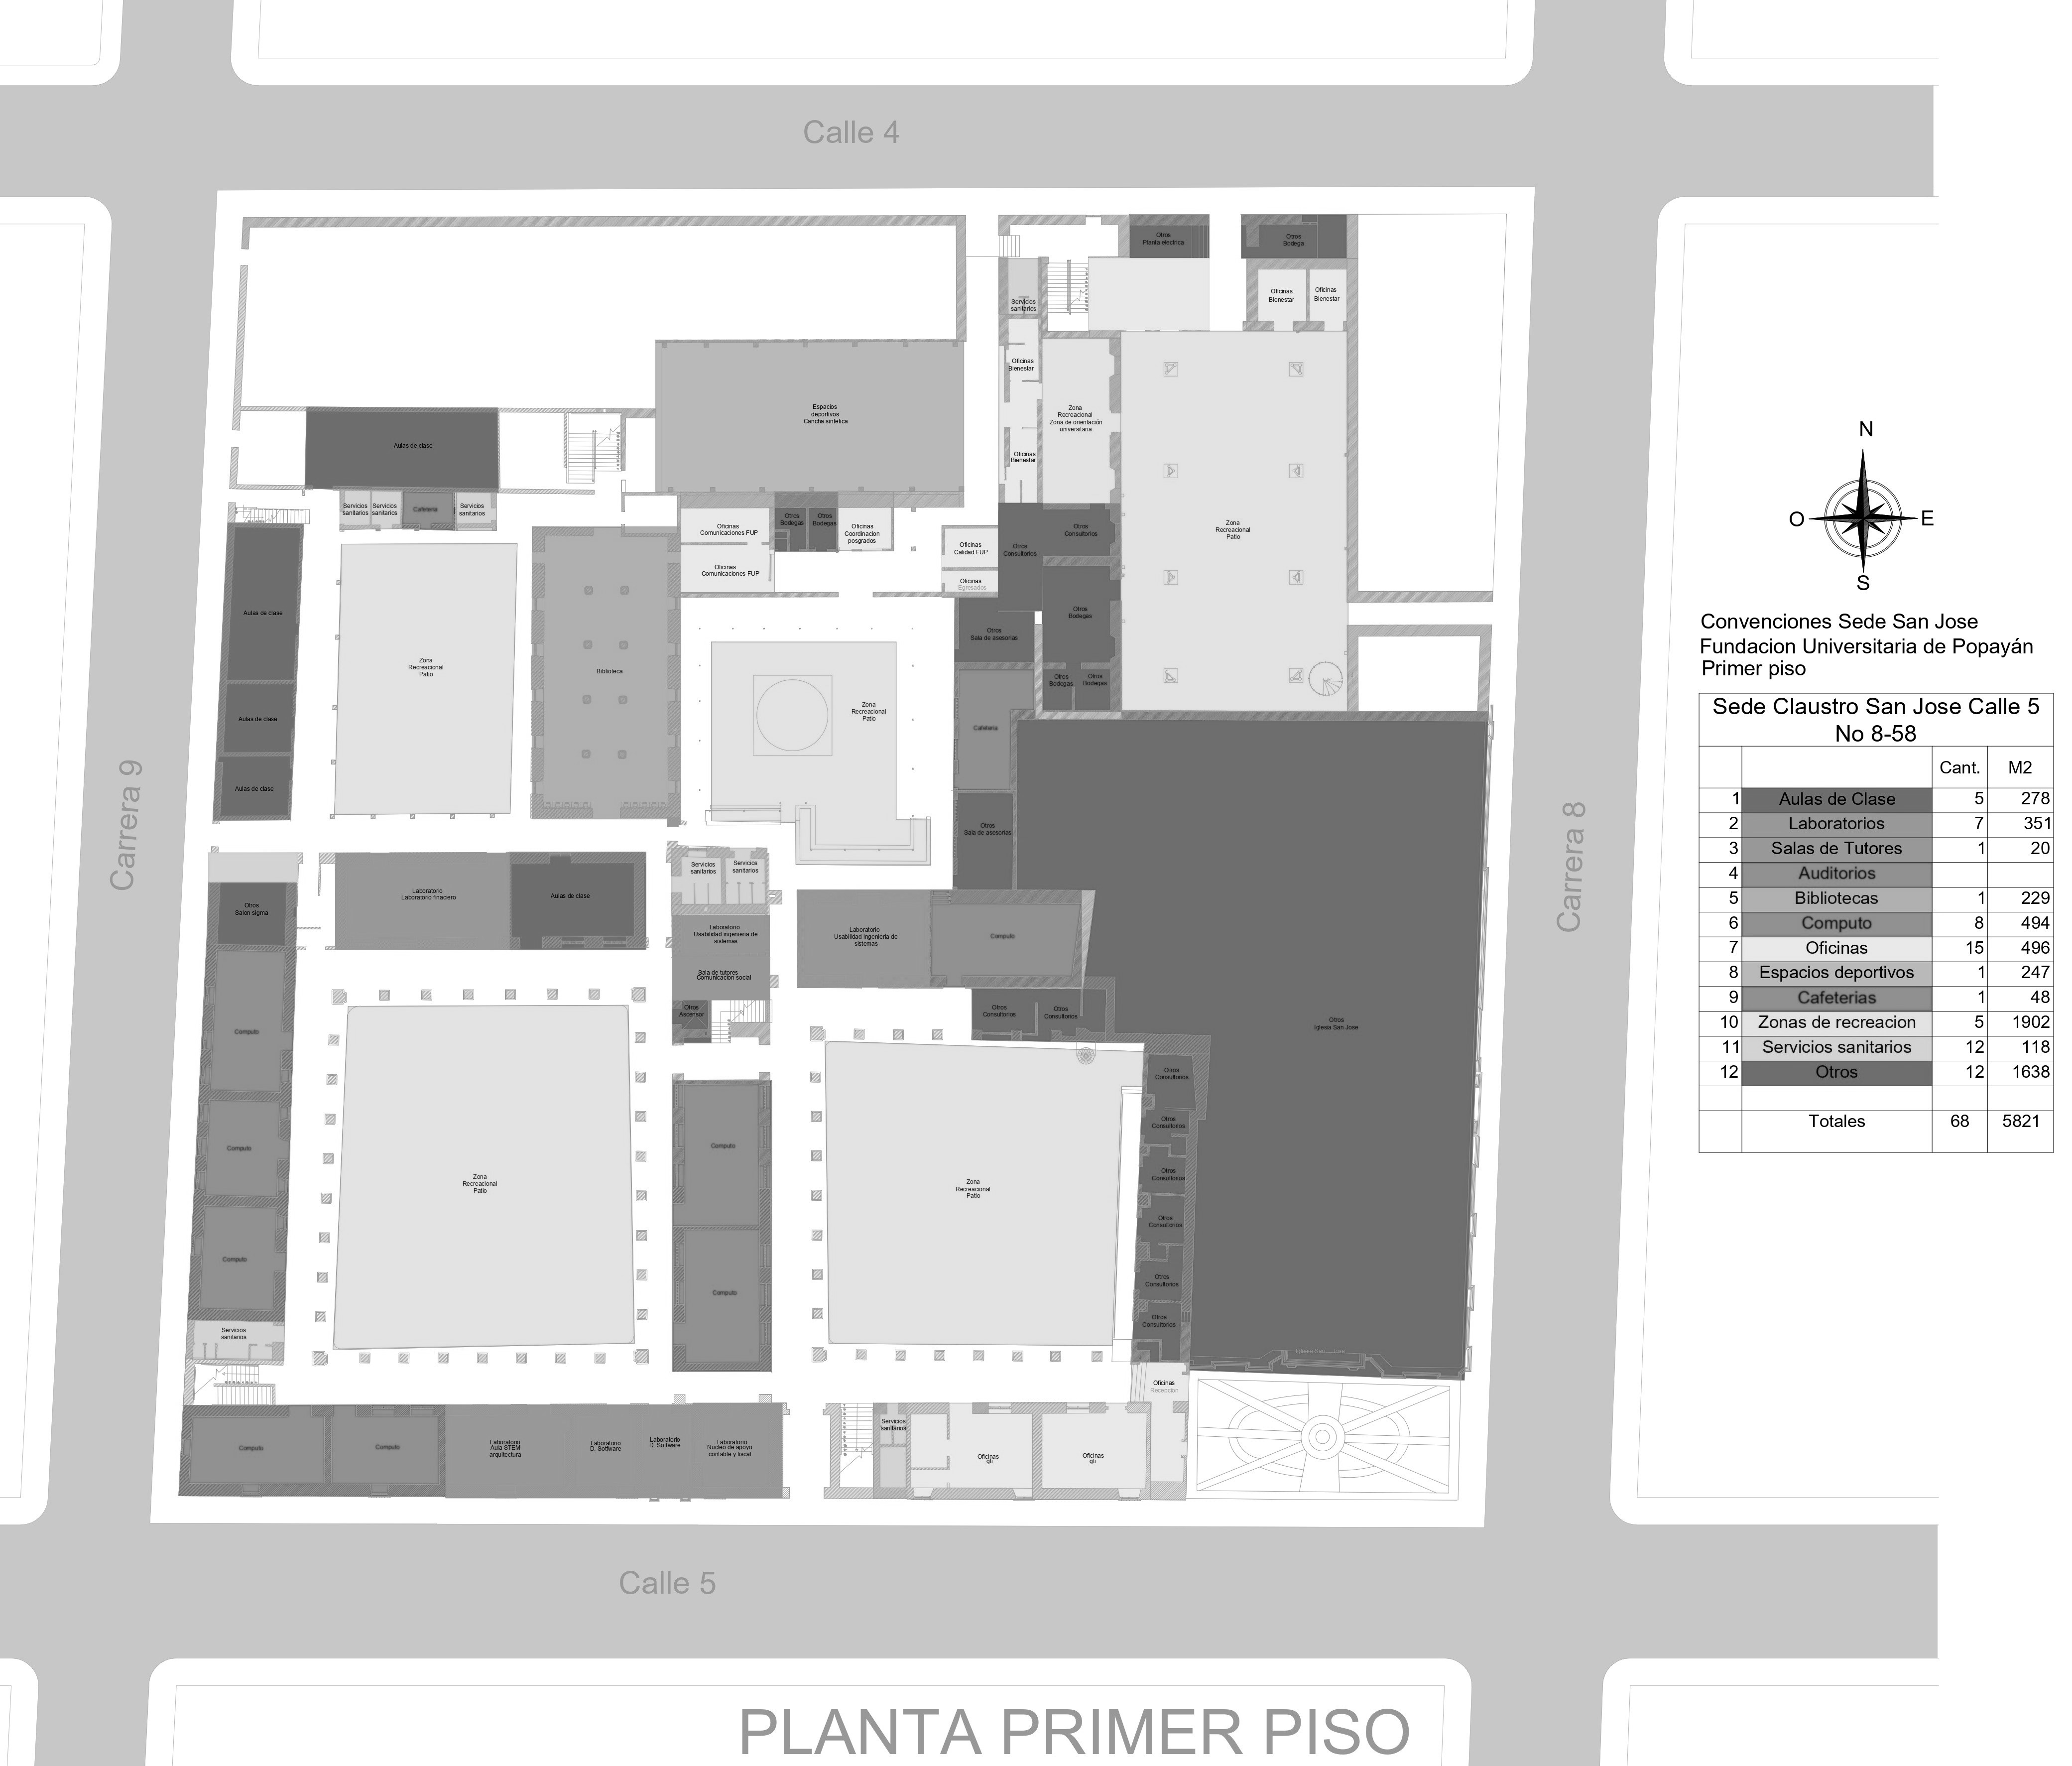 Calle 4
Otros
Planta electrica
Otros
Bodega
Oficinas
Bienestar
Oficinas
Bienestar
Servicios
sanitarios
Oficinas
Bienestar
Espacios
deportivos
Cancha sintetica
Zona
Recreacional
Zona de orientación
universitaria
Aulas de clase
Oficinas
Bienestar
Servicios
sanitarios
Servicios
sanitarios
Cafeteria
Servicios
sanitarios
Oficinas
Comunicaciones FUP
Otros
Bodegas
Otros
Bodegas
Oficinas
Coordinacion
posgrados
Otros
Consultorios
Zona
Recreacional
Patio
Oficinas
Calidad FUP
Otros
Consultorios
Oficinas
Comunicaciones FUP
Oficinas
Egresados
Aulas de clase
Otros
Bodegas
Otros
Sala de asesorias
Zona
Recreacional
Patio
Biblioteca
Otros
Bodegas
Otros
Bodegas
Zona
Recreacional
Patio
Aulas de clase
Cafeteria
Aulas de clase
Otros
Sala de asesorias
Carrera 9
Carrera 8
Servicios
sanitarios
Servicios
sanitarios
Laboratorio
Laboratorio finaciero
Aulas de clase
Otros
Salon sigma
Laboratorio
Usabilidad ingenieria de
sistemas
Laboratorio
Usabilidad ingenieria de
sistemas
Computo
Sala de tutores
Comunicacion social
Otros
Ascensor
Otros
Consultorios
Otros
Consultorios
Otros
Iglesia San Jose
Computo
Otros
Consultorios
Otros
Consultorios
Computo
Computo
Otros
Consultorios
Zona
Recreacional
Patio
Zona
Recreacional
Patio
Otros
Consultorios
Computo
Otros
Consultorios
Computo
Otros
Consultorios
Servicios
sanitarios
Oficinas
Recepcion
Servicios
sanitarios
Computo
Computo
Laboratorio
Aula STEM
arquitectura
Laboratorio
D. Software
Laboratorio
D. Software
Laboratorio
Nucleo de apoyo
contable y fiscal
Oficinas
gti
Oficinas
gti
Calle 5
PLANTA PRIMER PISO
N
O
E
S
Convenciones Sede San Jose
Fundacion Universitaria de Popayán
Primer piso
Sede Claustro San Jose Calle 5
No 8-58
Cant. M2
1 Aulas de Clase 5 278
2 Laboratorios 7 351
3 Salas de Tutores 1 20
4 Auditorios
5 Bibliotecas 1 229
6 Computo 8 494
7 Oficinas 15 496
8 Espacios deportivos 1 247
9 Cafeterias 1 48
10 Zonas de recreacion 5 1902
11 Servicios sanitarios 12 118
12 Otros 12 1638
Totales 68 5821